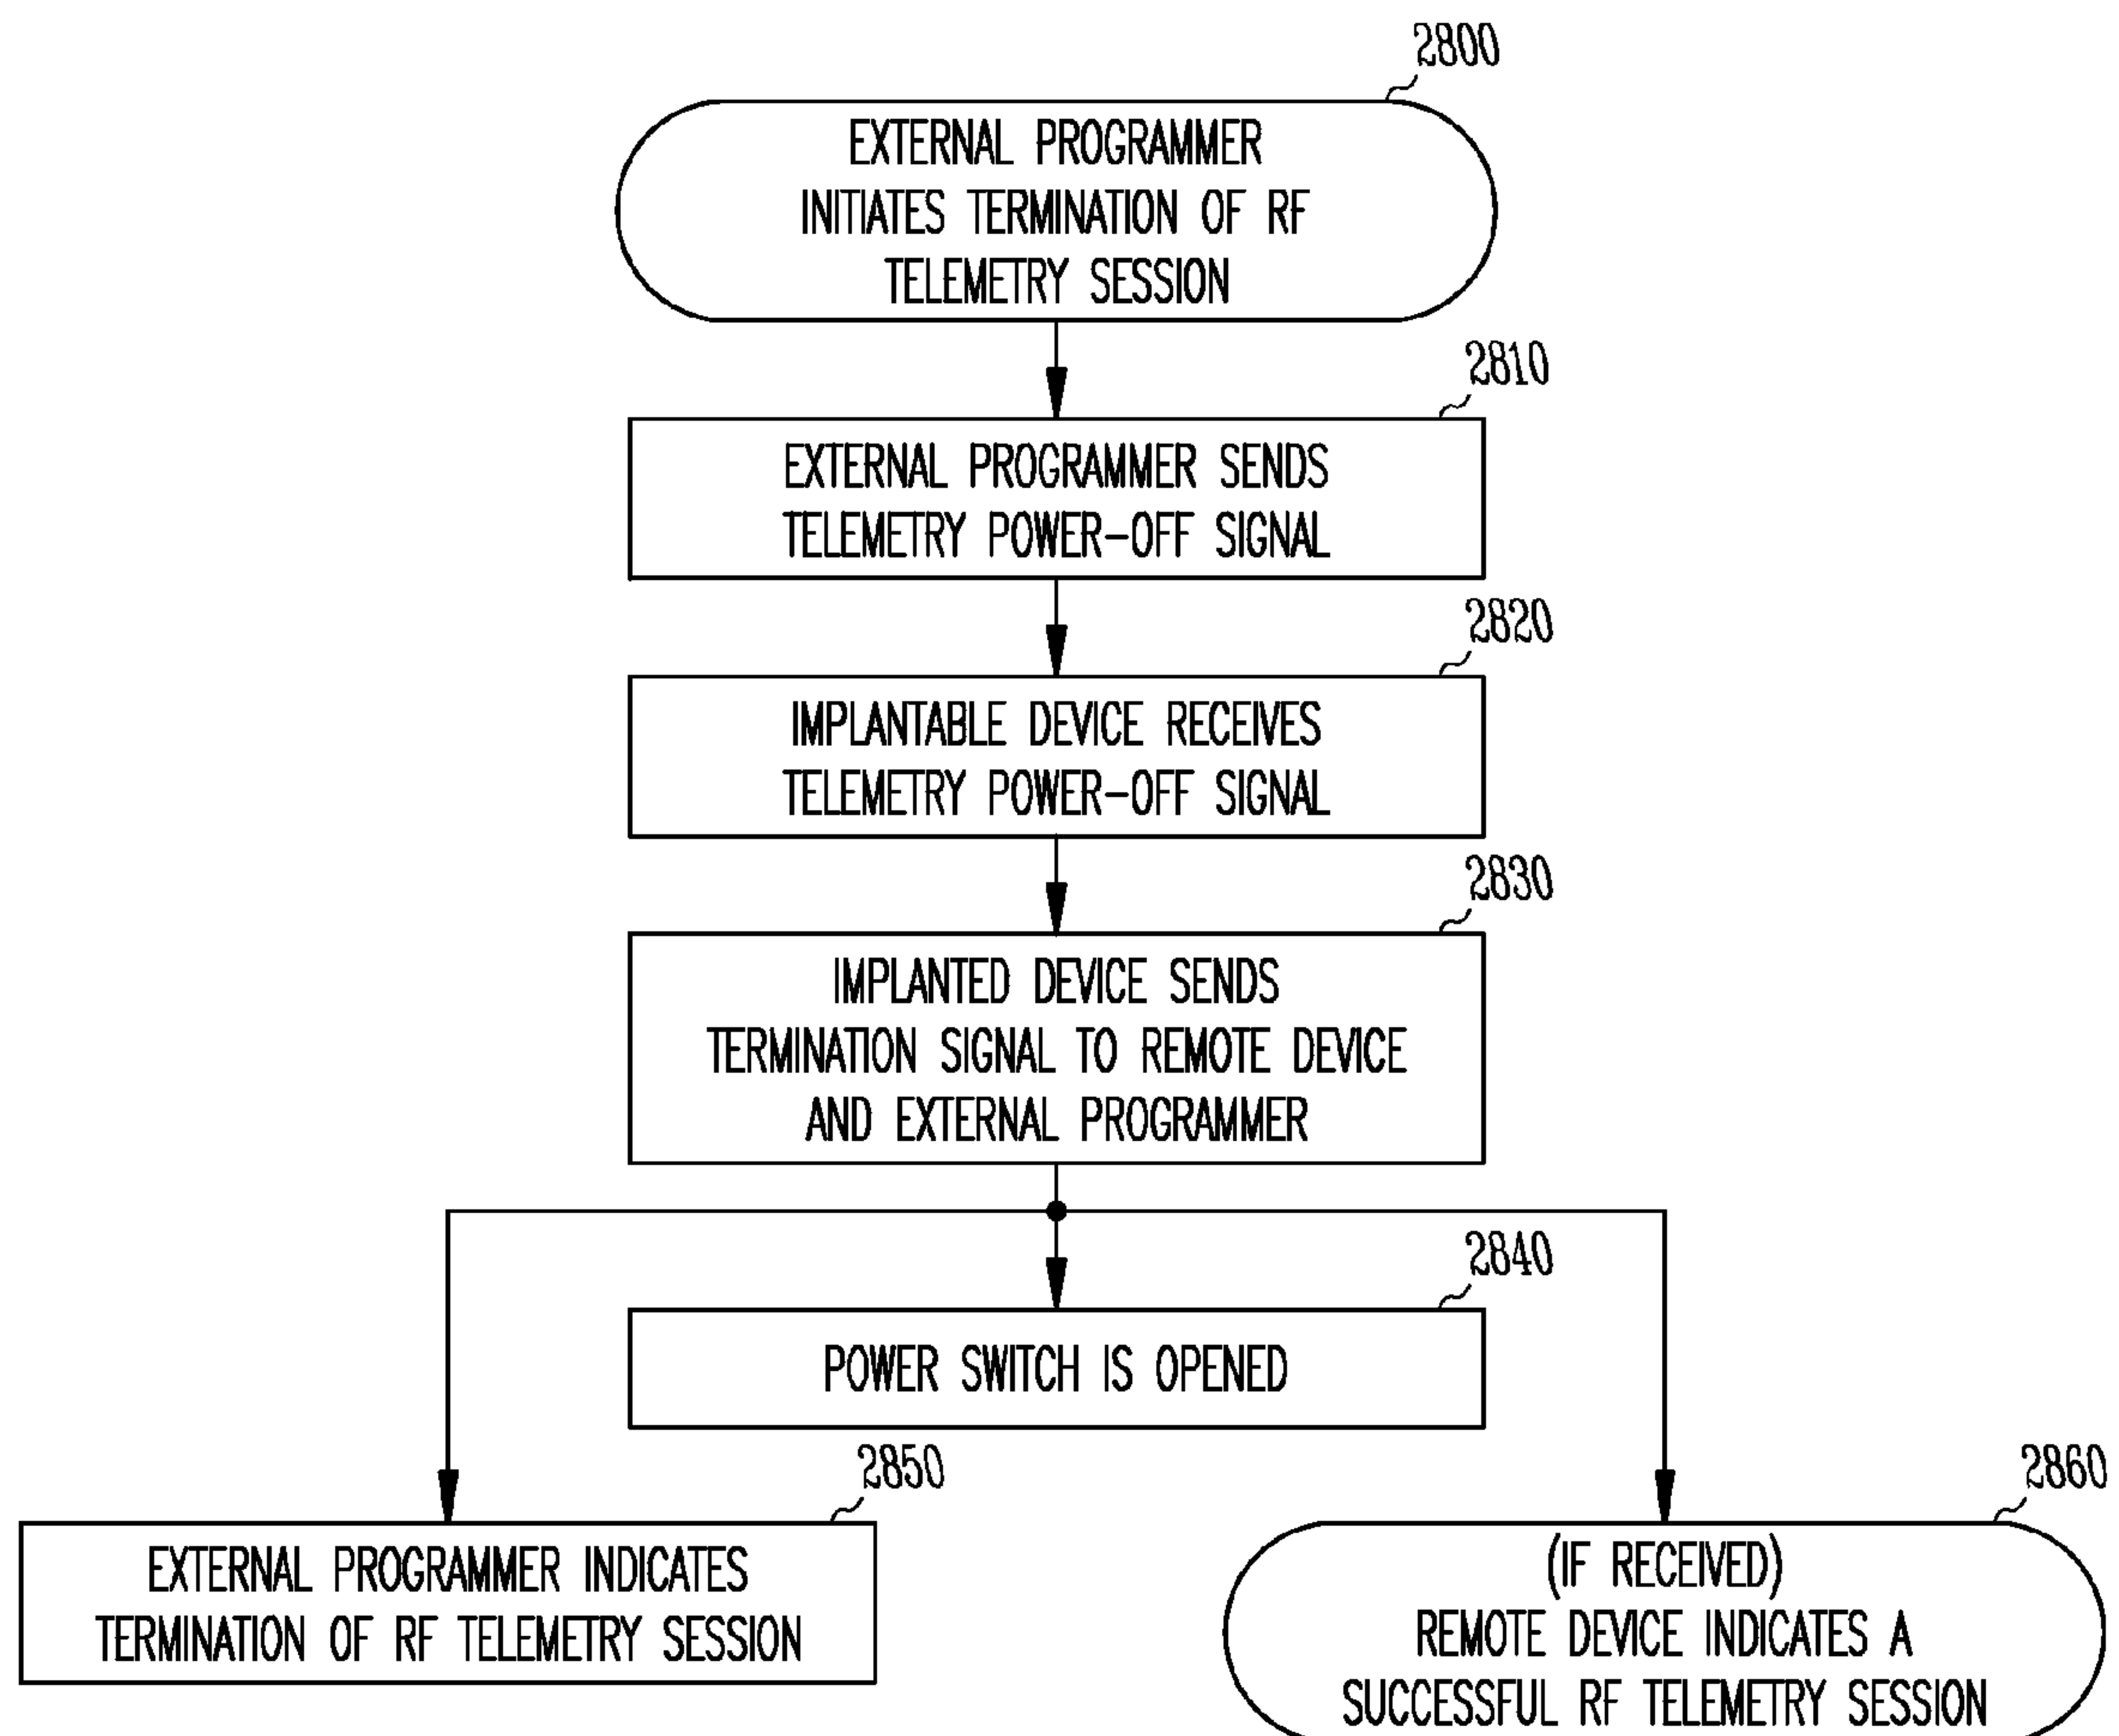 2800
EXTERNAL PROGRAMMER
INITIATES TERMINATION OF RF
TELEMETRY SESSION
2810
EXTERNAL PROGRAMMER SENDS
TELEMETRY POWER-OFF SIGNAL
2820
IMPLANTABLE DEVICE RECEIVES
TELEMETRY POWER-OFF SIGNAL
2830
IMPLANTED DEVICE SENDS
TERMINATION SIGNAL TO REMOTE DEVICE
AND EXTERNAL PROGRAMMER
2840
POWER SWITCH IS OPENED
2850
EXTERNAL PROGRAMMER INDICATES
TERMINATION OF RF TELEMETRY SESSION
2860
(IF RECEIVED)
REMOTE DEVICE INDICATES A
SUCCESSFUL RF TELEMETRY SESSION